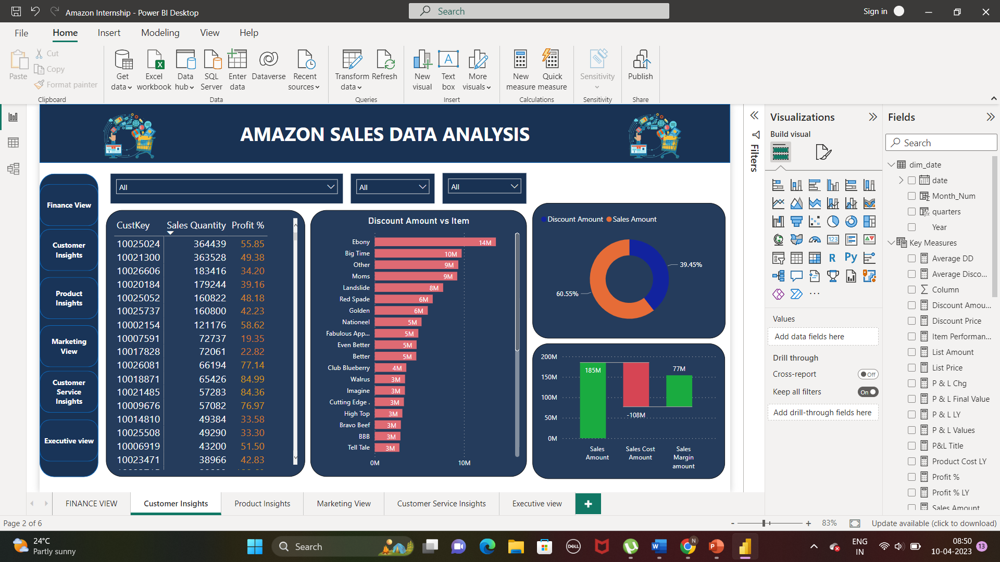 Amazon Internship - Power BI Desktop
Search
Sign in
File
Home
Insert
Modeling
View
Help
Paste
Cut
Copy
Format painter
Clipboard
Get data
Excel workbook
Data hub
SQL Server
Enter data
Dataverse
Recent sources
Data
Transform data
Refresh
Queries
New visual
Text box
More visuals
Insert
New measure
Quick measure
Calculations
Sensitivity
Sensitivity
Publish
Share
AMAZON SALES DATA ANALYSIS
All
All
All
Finance View
Customer Insights
Product Insights
Marketing View
Customer Service Insights
Executive view
CustKey Sales Quantity Profit %
10025024 364439 55.85
10021300 363528 49.38
10026606 183416 34.20
10020184 179244 39.16
10025052 160822 48.18
10025737 160800 42.23
10002154 121176 58.62
10007591 72737 19.35
10017828 72061 22.82
10026081 66194 77.14
10018871 65426 84.99
10021485 57283 84.36
10009676 57082 76.97
10014810 49384 33.58
10025508 49290 33.30
10006919 43200 51.50
10023471 38966 42.83
Discount Amount vs Item
Ebony 14M
Big Time 10M
Other 9M
Moms 9M
Landslide 8M
Red Spade 6M
Golden 6M
Nationeel 5M
Fabulous App... 5M
Even Better 5M
Better 5M
Club Blueberry 4M
Walrus 3M
Imagine 3M
Cutting Edge . 3M
High Top 3M
Bravo Beef 3M
BBB 3M
Tell Tale 3M
0M 10M
Discount Amount Sales Amount
39.45%
60.55%
200M
150M
100M
50M
0M
185M
-108M
77M
Sales Amount
Sales Cost Amount
Sales Margin amount
Filters
Visualizations
Build visual
Values
Add data fields here
Drill through
Cross-report Off
Keep all filters On
Add drill-through fields here
Fields
Search
dim_date
date
Month_Num
quarters
Year
Key Measures
Average DD
Average Disco...
Column
Discount Amou...
Discount Price
Item Performan...
List Amount
List Price
P & L Chg
P & L Final Value
P & L LY
P & L Values
P&L Title
Product Cost LY
Profit %
Profit % LY
Sales Amount
FINANCE VIEW
Customer Insights
Product Insights
Marketing View
Customer Service Insights
Executive view
+
Page 2 of 6
- + 83%
Update available (click to download)
24°C
Partly sunny
Search
ENG
IN
08:50
10-04-2023
13